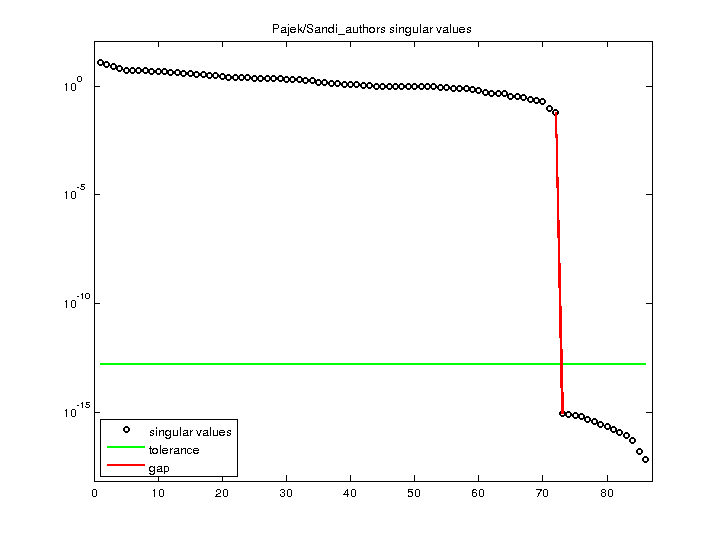 Pajek/Sandi_authors singular values
10^0
10^-5
10^-10
10^-15
singular values
tolerance
gap
0 10 20 30 40 50 60 70 80